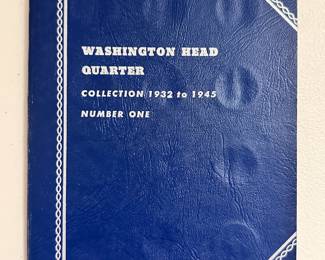 WASHINGTON HEAD
QUARTER
COLLECTION 1932 to 1945
NUMBER ONE